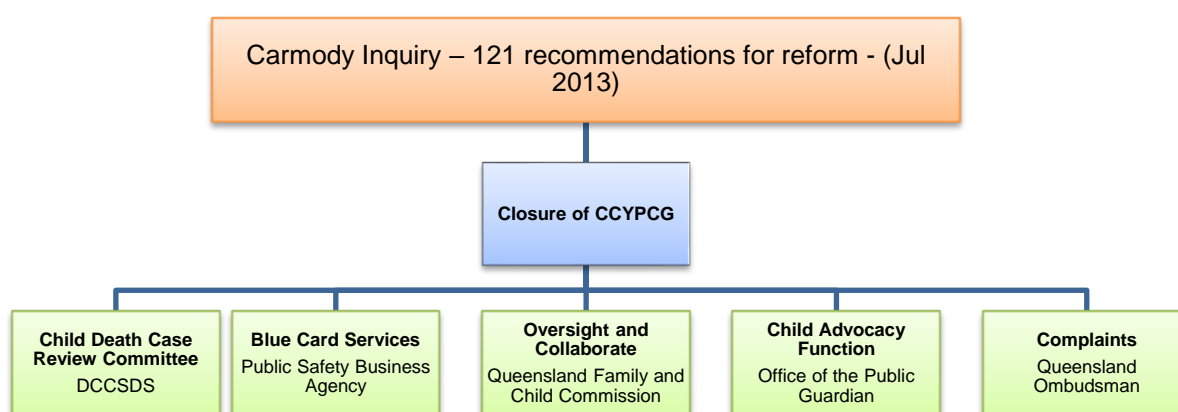 Carmody Inquiry – 121 recommendations for reform - (Jul
2013)
Closure of CCYPCG
Child Death Case
Review Committee
DCCSDS
Blue Card Services
Public Safety Business
Agency
Oversight and
Collaborate
Queensland Family and
Child Commission
Child Advocacy
Function
Office of the Public
Guardian
Complaints
Queensland
Ombudsman